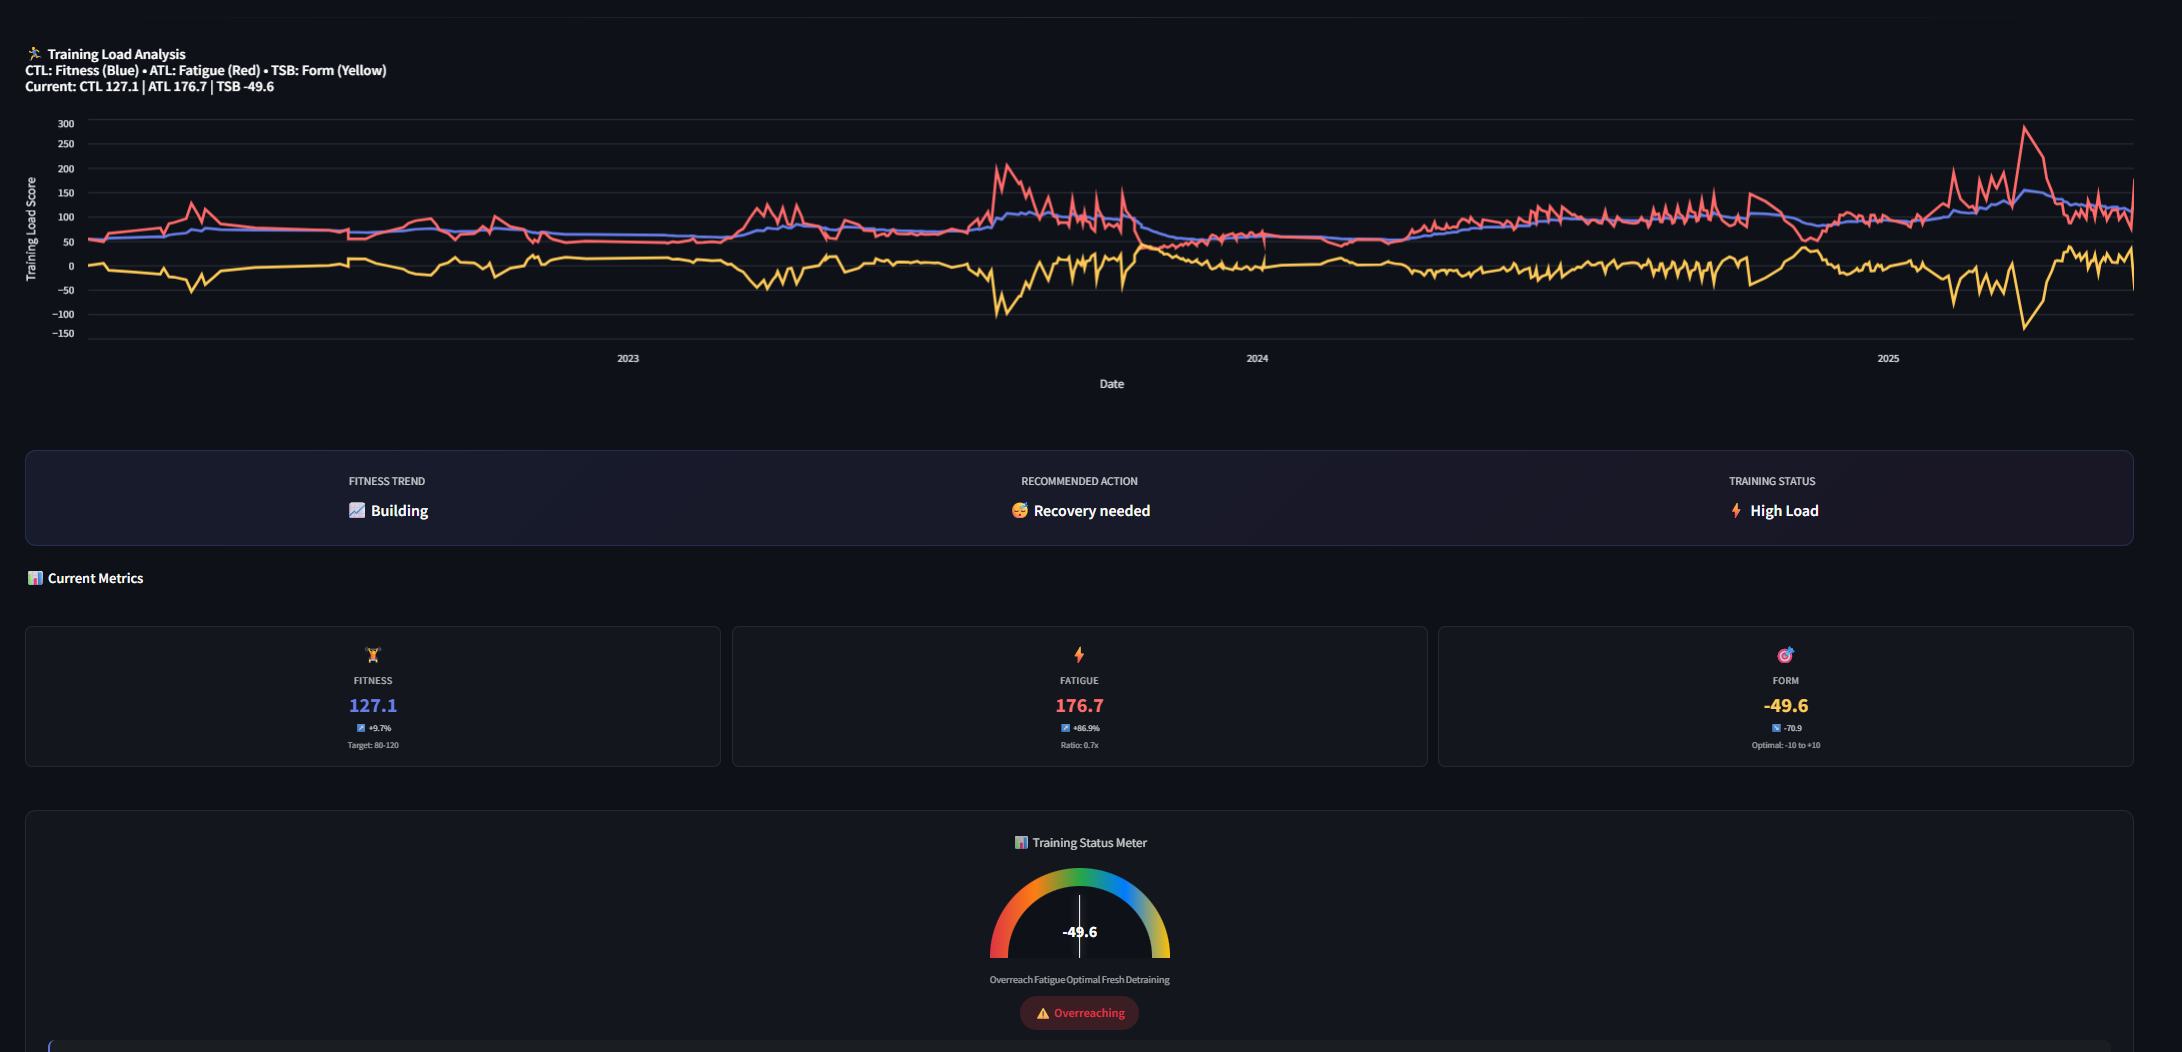 🏃 Training Load Analysis
CTL: Fitness (Blue) • ATL: Fatigue (Red) • TSB: Form (Yellow)
Current: CTL 127.1 | ATL 176.7 | TSB -49.6
300
250
200
150
100
50
0
−50
−100
−150
Training Load Score
2023
2024
2025
Date
FITNESS TREND
📈 Building
RECOMMENDED ACTION
😴 Recovery needed
TRAINING STATUS
⚡ High Load
📊 Current Metrics
FITNESS
127.1
↗ +9.7%
Target: 80-120
FATIGUE
176.7
↗ +86.9%
Ratio: 0.7x
FORM
-49.6
↘ -70.9
Optimal: -10 to +10
📊 Training Status Meter
-49.6
Overreach Fatigue Optimal Fresh Detraining
⚠️ Overreaching